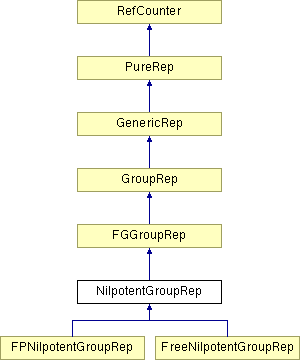 RefCounter
PureRep
GenericRep
GroupRep
FGGroupRep
NilpotentGroupRep
FPNilpotentGroupRep FreeNilpotentGroupRep